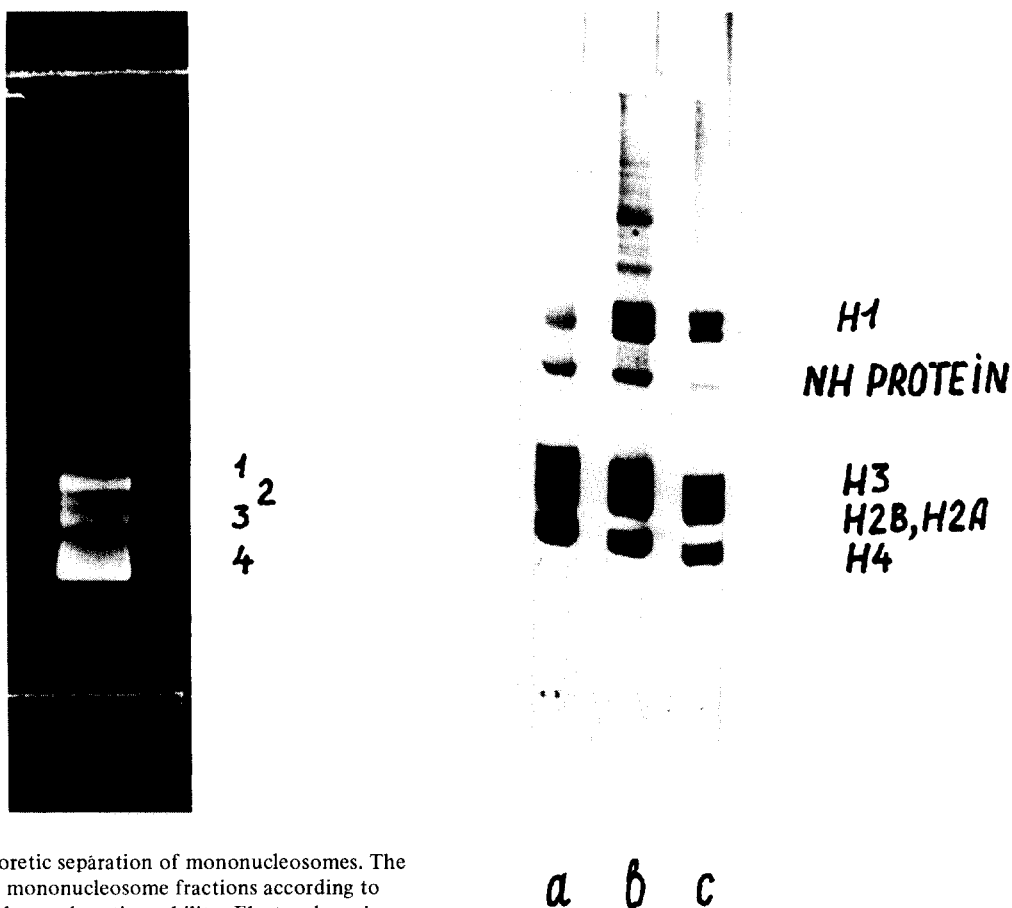 1
2
3
4
H1
NH PROTEIN
H3
H2B, H2A
H4
a b c
oretic separation of mononucleosomes. The
mononucleosome fractions according to